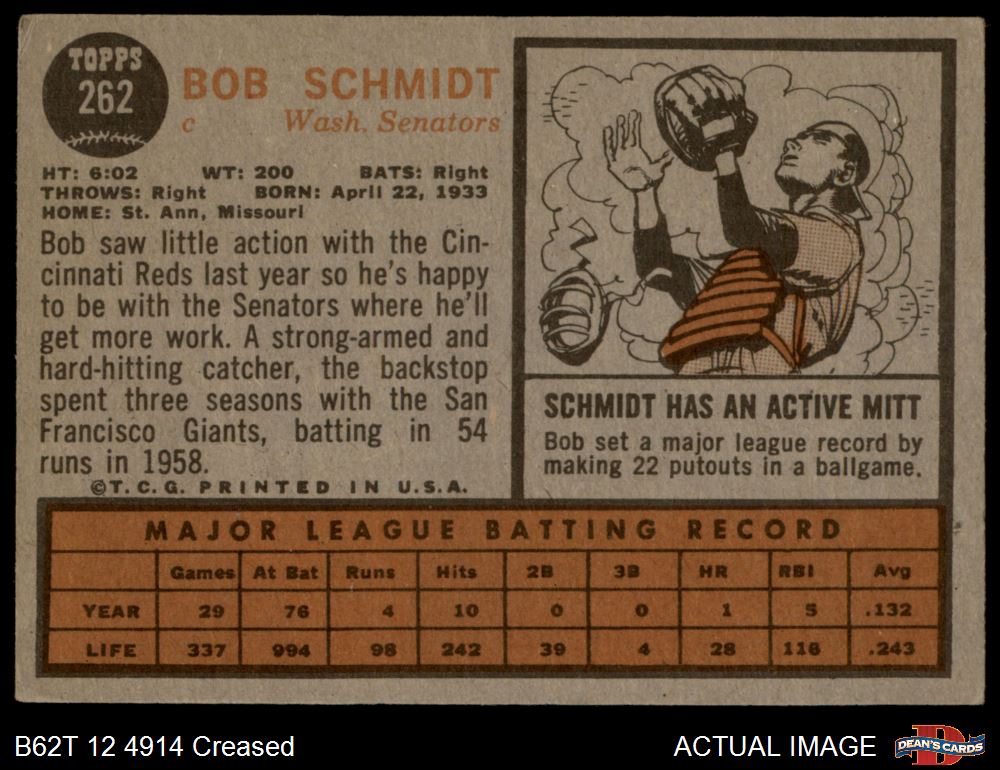 TOPPS
262
BOB SCHMIDT
c Wash. Senators
HT: 6:02 WT: 200 BATS: Right
THROWS: Right BORN: April 22, 1933
HOME: St. Ann, Missouri
Bob saw little action with the Cin-
cinnati Reds last year so he's happy
to be with the Senators where he'll
get more work. A strong-armed and
hard-hitting catcher, the backstop
spent three seasons with the San
Francisco Giants, batting in 54
runs in 1958.
©T.C.G. PRINTED IN U.S.A.
SCHMIDT HAS AN ACTIVE MITT
Bob set a major league record by
making 22 putouts in a ballgame.
MAJOR LEAGUE BATTING RECORD
Games At Bat Runs Hits 2B 3B HR RBI Avg
YEAR 29 76 4 10 0 0 1 5 .132
LIFE 337 994 98 242 39 4 28 116 .243
B62T 12 4914 Creased
ACTUAL IMAGE
D
DEAN'S CARDS